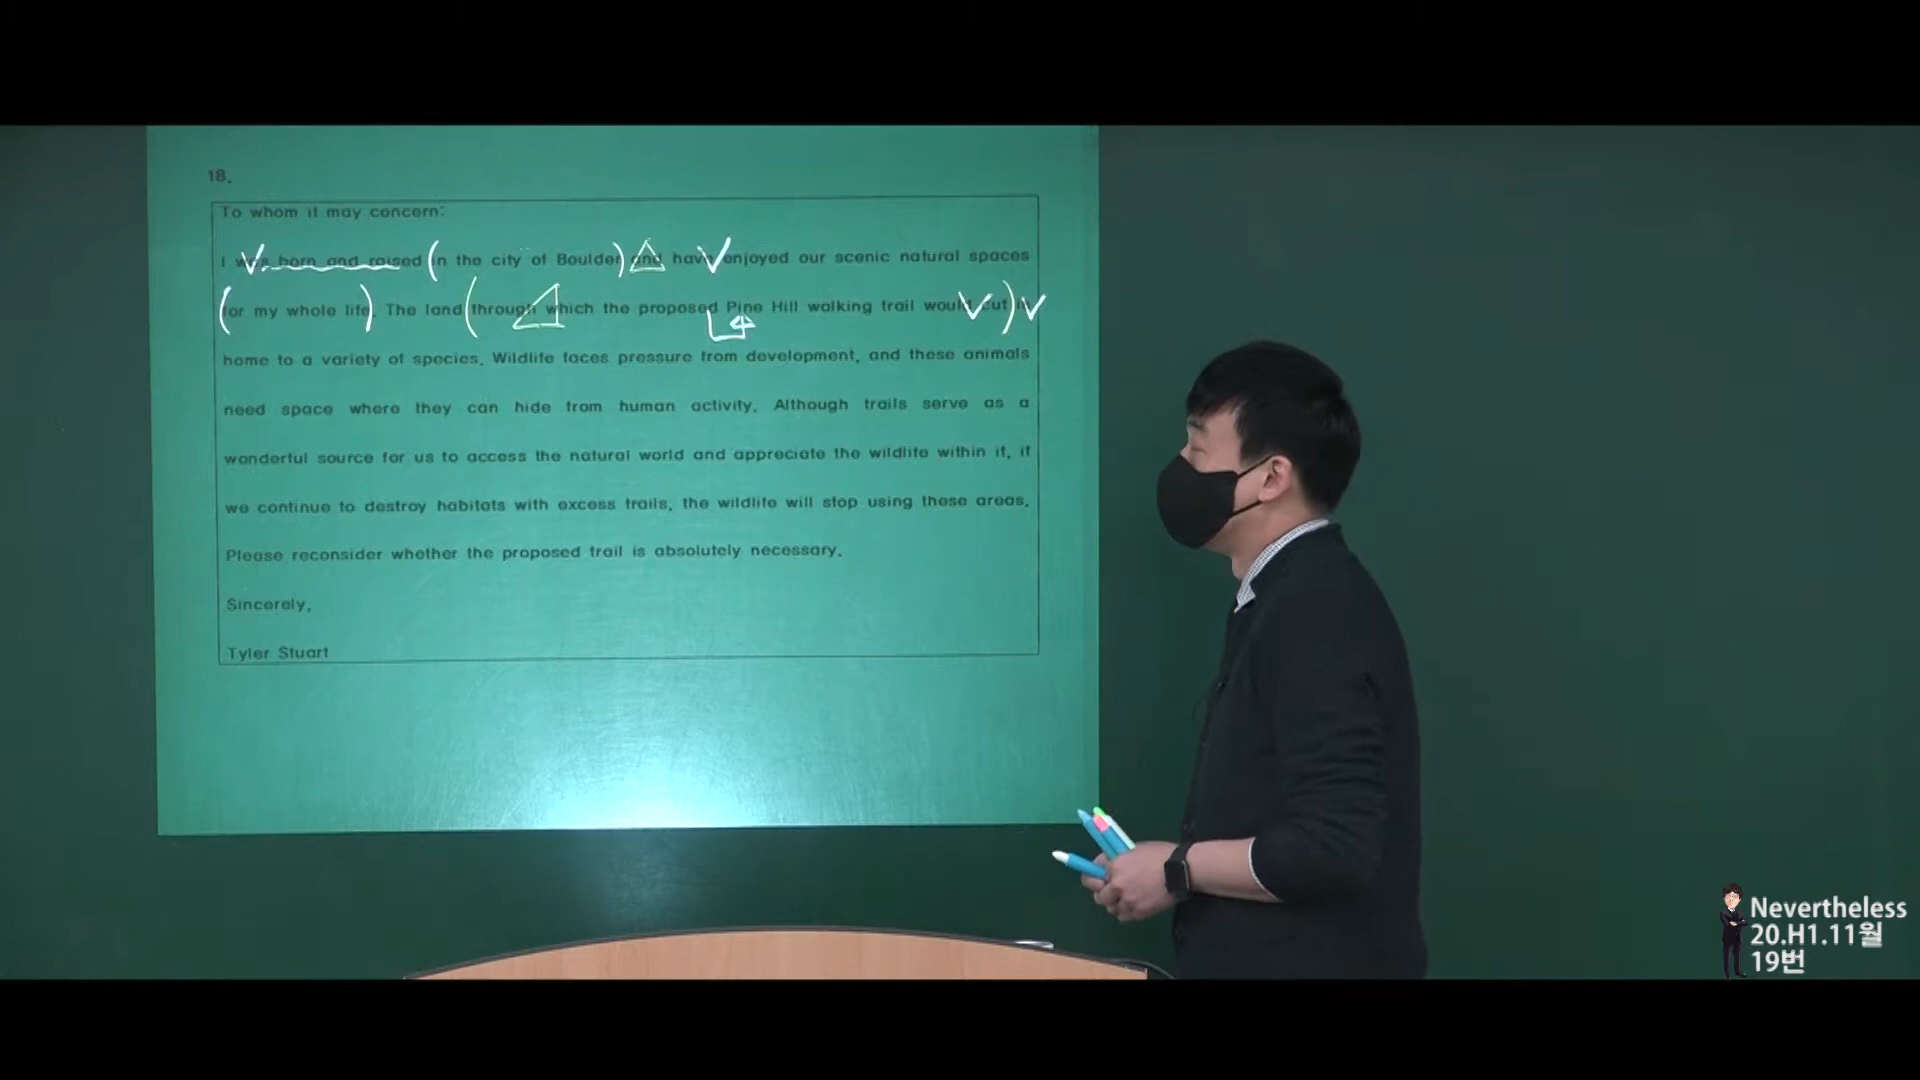 18.
To whom it may concern:
I was born and raised in the city of Boulder and have enjoyed our scenic natural spaces
for my whole life. The land through which the proposed Pine Hill walking trail would cut is
home to a variety of species. Wildlife faces pressure from development, and these animals
need space where they can hide from human activity. Although trails serve as a
wonderful source for us to access the natural world and appreciate the wildlife within it, if
we continue to destroy habitats with excess trails, the wildlife will stop using these areas.
Please reconsider whether the proposed trail is absolutely necessary.
Sincerely,
Tyler Stuart
Nevertheless
20.H1.11월
19번